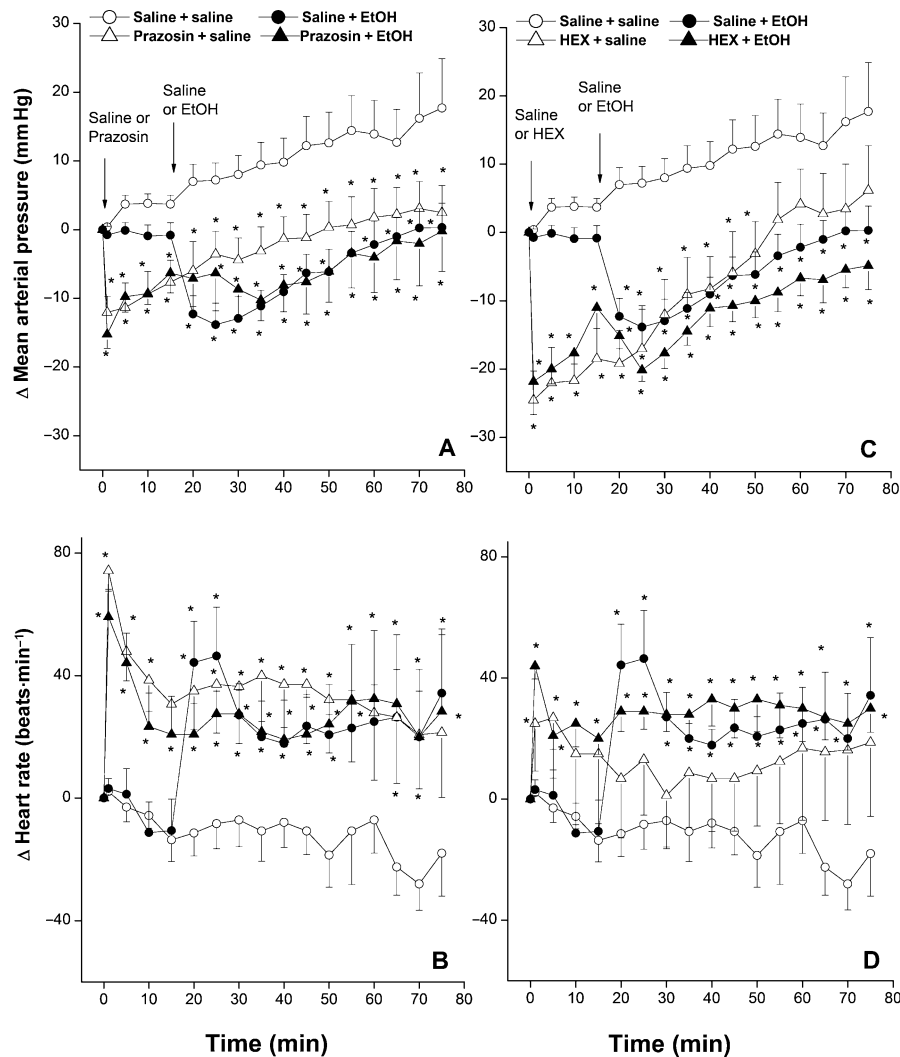 Saline + saline Saline + EtOH
Prazosin + saline Prazosin + EtOH
Saline or
Prazosin
Saline
or EtOH
Δ Mean arterial pressure (mm Hg)
30
20
10
0
−10
−20
−30
0 10 20 30 40 50 60 70 80
A
Saline + saline Saline + EtOH
HEX + saline HEX + EtOH
Saline
or HEX
Saline
or EtOH
30
20
10
0
−10
−20
−30
0 10 20 30 40 50 60 70 80
C
Δ Heart rate (beats·min⁻¹)
80
40
0
−40
0 10 20 30 40 50 60 70 80
B
Time (min)
80
40
0
−40
0 10 20 30 40 50 60 70 80
D
Time (min)